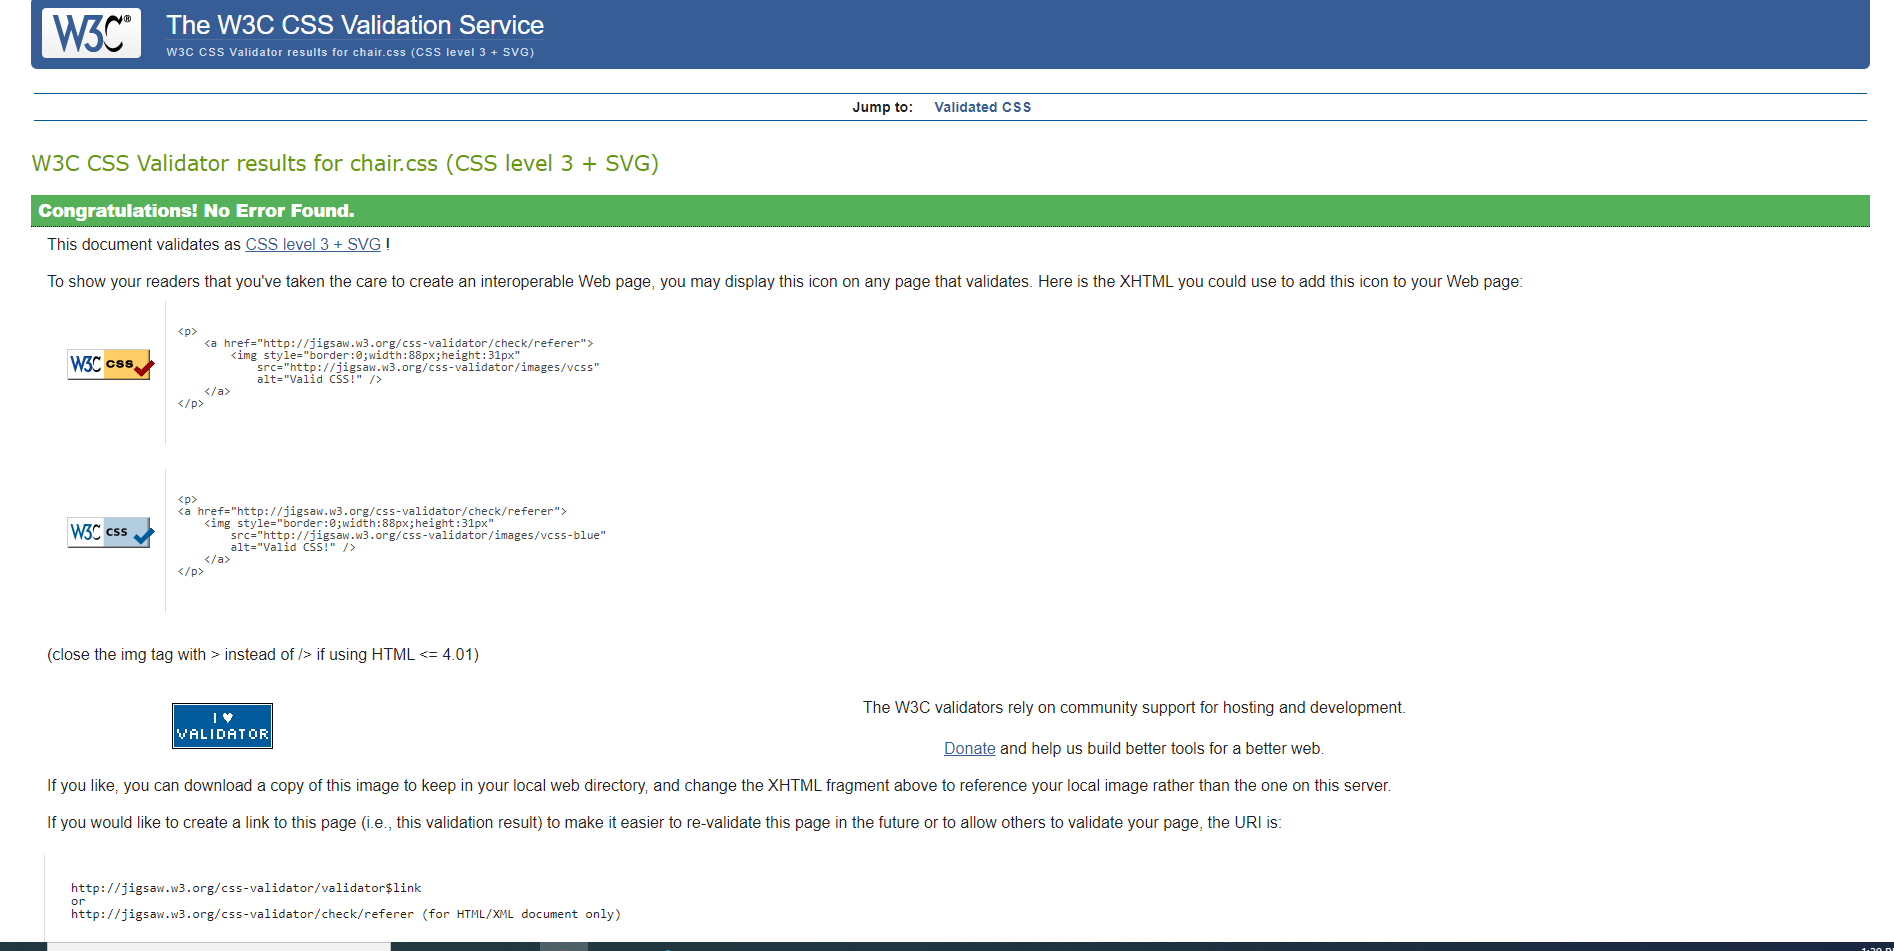 W3C®
The W3C CSS Validation Service
W3C CSS Validator results for chair.css (CSS level 3 + SVG)
Jump to: Validated CSS
W3C CSS Validator results for chair.css (CSS level 3 + SVG)
Congratulations! No Error Found.
This document validates as CSS level 3 + SVG !
To show your readers that you've taken the care to create an interoperable Web page, you may display this icon on any page that validates. Here is the XHTML you could use to add this icon to your Web page:
W3C css
<p>
<a href="http://jigsaw.w3.org/css-validator/check/referer">
<img style="border:0;width:88px;height:31px"
src="http://jigsaw.w3.org/css-validator/images/vcss"
alt="Valid CSS!" />
</a>
</p>
W3C css
<p>
<a href="http://jigsaw.w3.org/css-validator/check/referer">
<img style="border:0;width:88px;height:31px"
src="http://jigsaw.w3.org/css-validator/images/vcss-blue"
alt="Valid CSS!" />
</a>
</p>
(close the img tag with > instead of /> if using HTML <= 4.01)
I ♥
VALIDATOR
The W3C validators rely on community support for hosting and development.
Donate and help us build better tools for a better web.
If you like, you can download a copy of this image to keep in your local web directory, and change the XHTML fragment above to reference your local image rather than the one on this server.
If you would like to create a link to this page (i.e., this validation result) to make it easier to re-validate this page in the future or to allow others to validate your page, the URI is:
http://jigsaw.w3.org/css-validator/validator$link
or
http://jigsaw.w3.org/css-validator/check/referer (for HTML/XML document only)